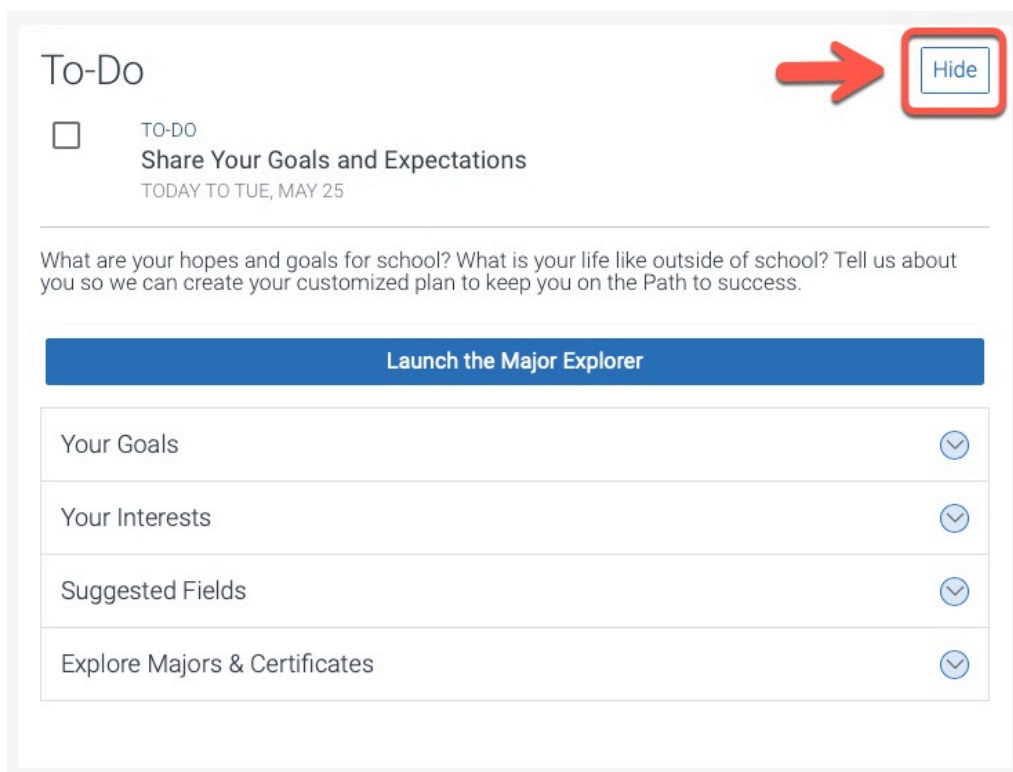 To-Do
Hide
TO-DO
Share Your Goals and Expectations
TODAY TO TUE, MAY 25
What are your hopes and goals for school? What is your life like outside of school? Tell us about
you so we can create your customized plan to keep you on the Path to success.
Launch the Major Explorer
Your Goals
Your Interests
Suggested Fields
Explore Majors & Certificates